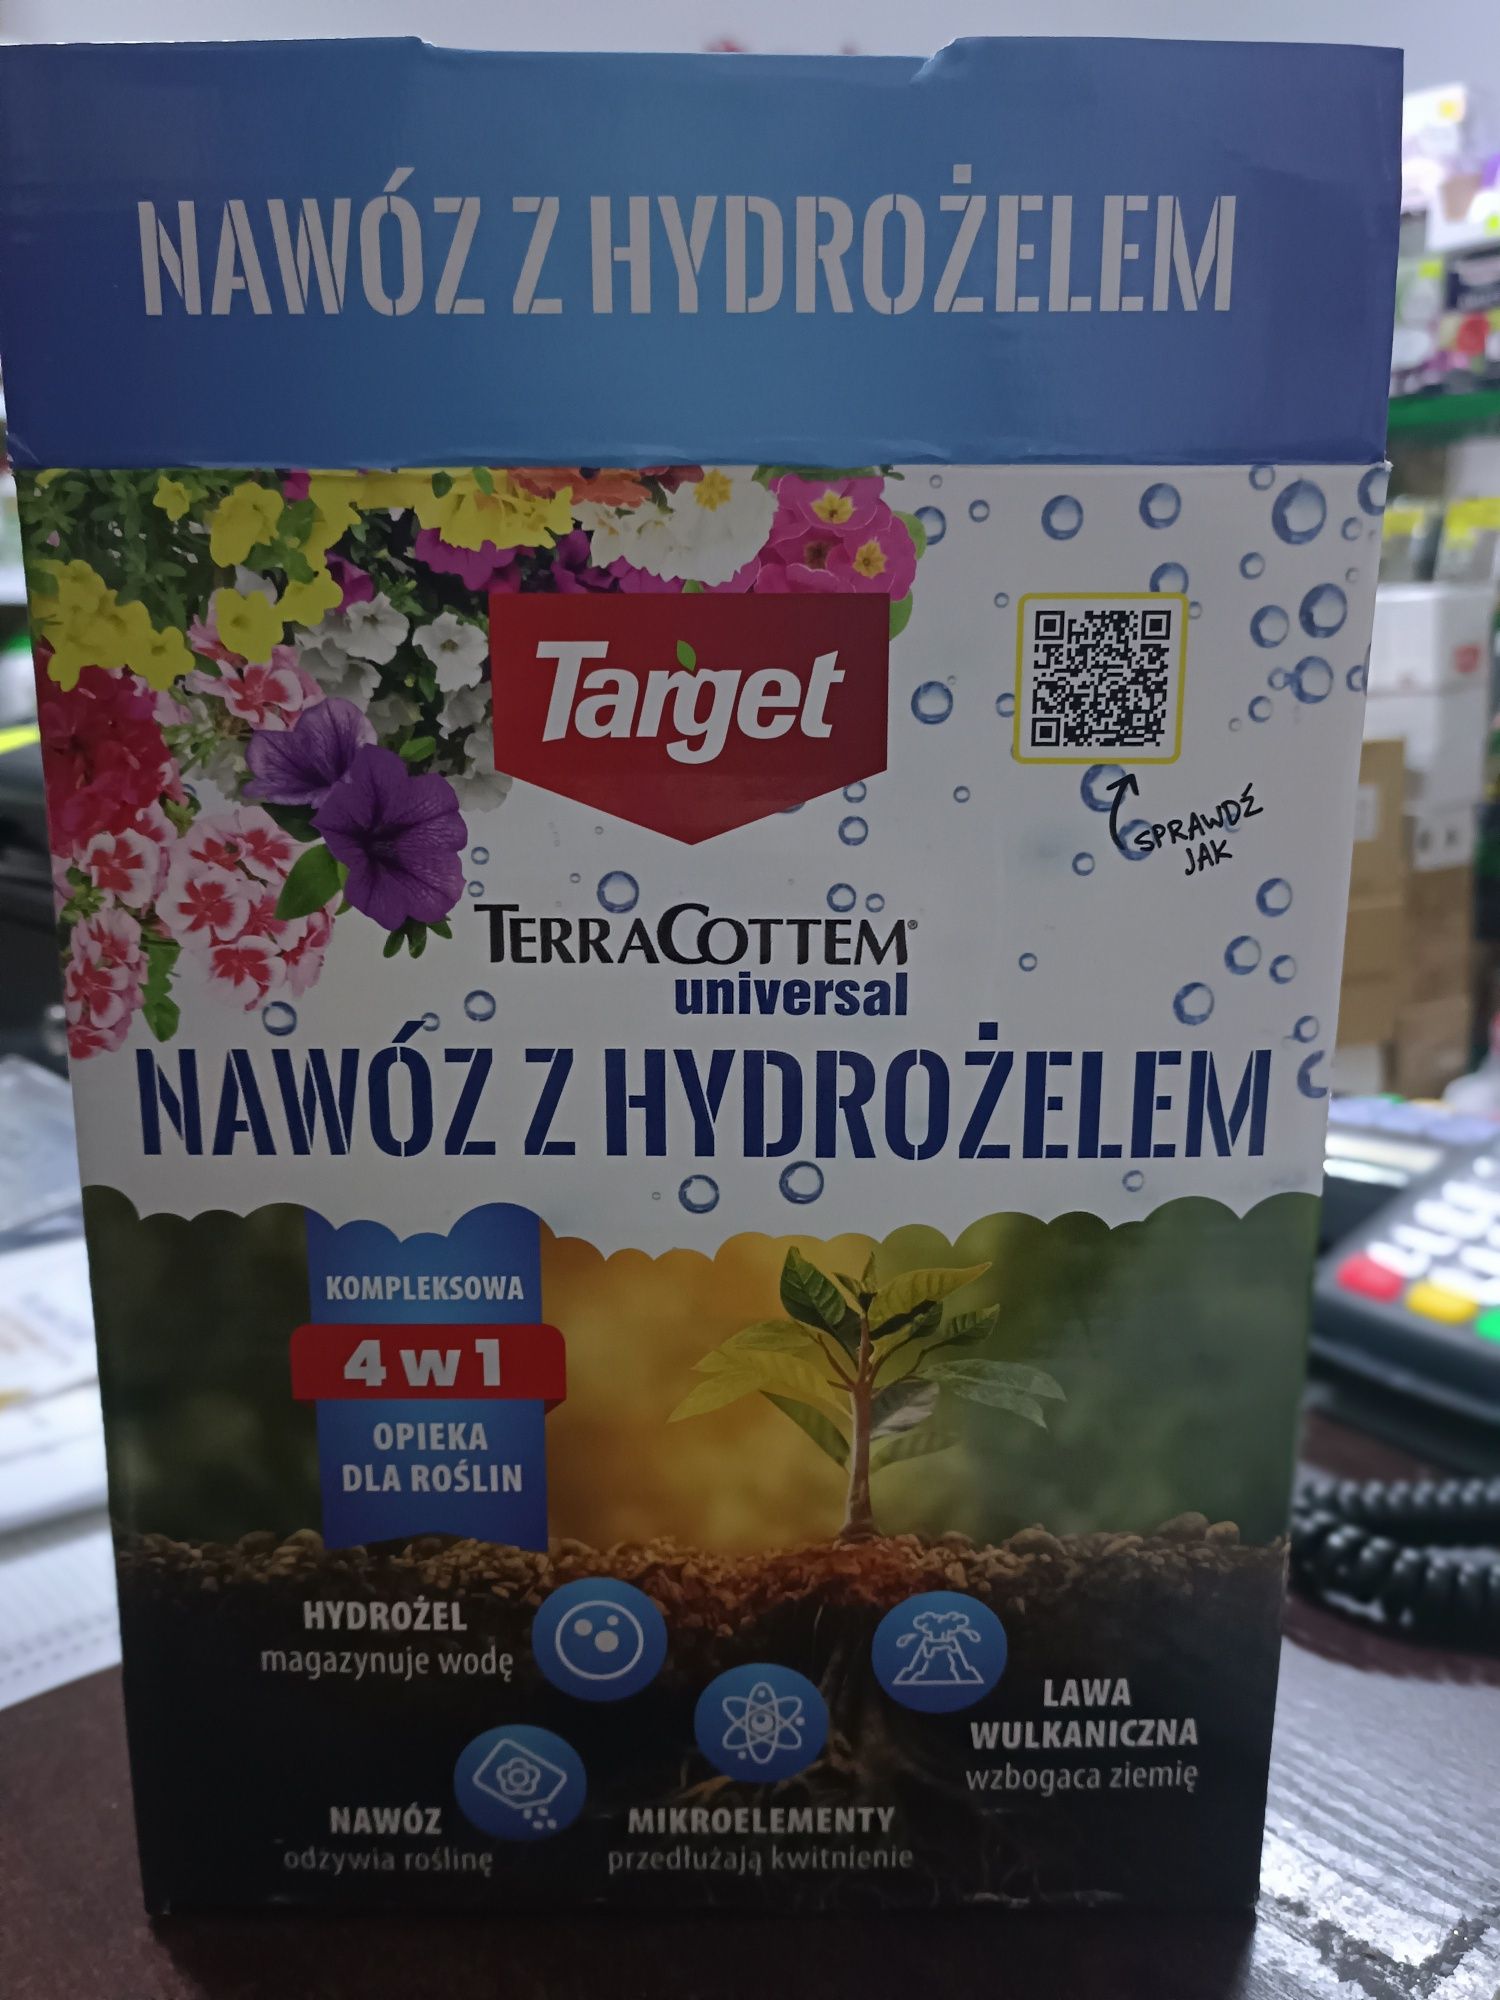 NAWÓZ Z HYDROŻELEM
Target
SPRAWDŹ
JAK
TERRACOTTEM®
universal
NAWÓZ Z HYDROŻELEM
KOMPLEKSOWA
4 w 1
OPIEKA
DLA ROŚLIN
HYDROŻEL
magazynuje wodę
LAWA
WULKANICZNA
wzbogaca ziemię
NAWÓZ
odżywia roślinę
MIKROELEMENTY
przedłużają kwitnienie